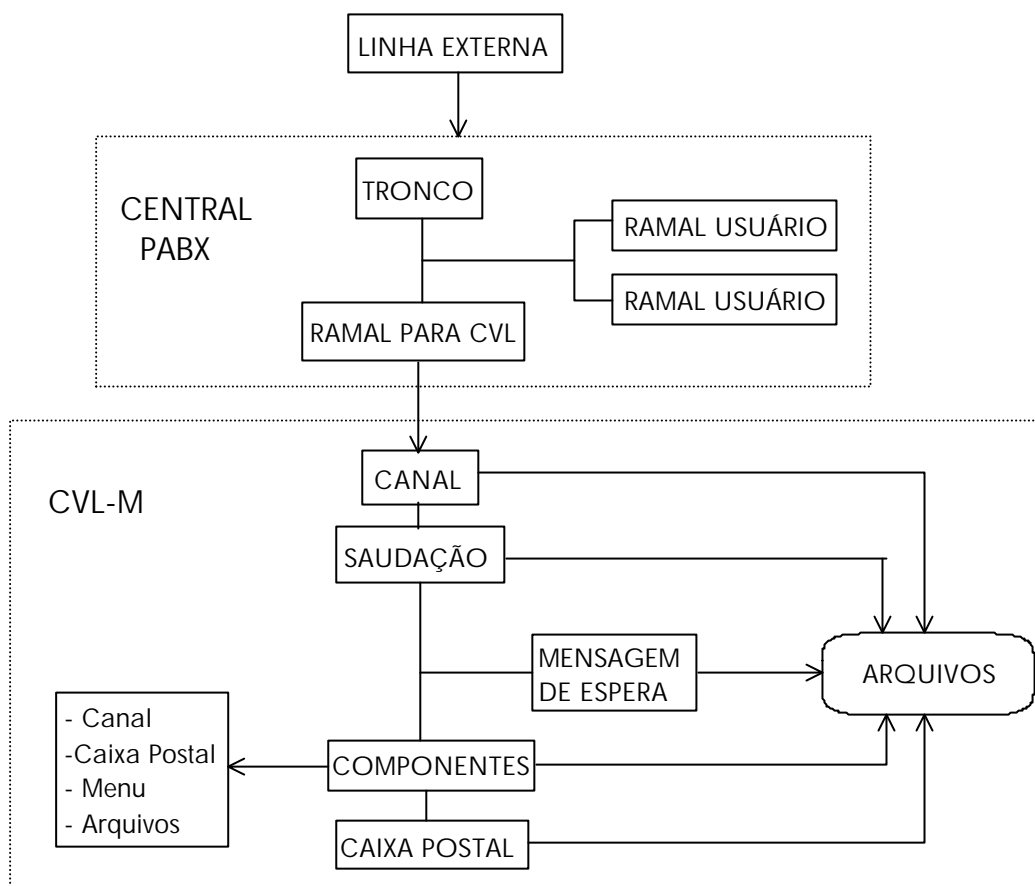 LINHA EXTERNA
CENTRAL
PABX
TRONCO
RAMAL USUÁRIO
RAMAL USUÁRIO
RAMAL PARA CVL
CVL-M
CANAL
SAUDAÇÃO
MENSAGEM
DE ESPERA
ARQUIVOS
- Canal
-Caixa Postal
- Menu
- Arquivos
COMPONENTES
CAIXA POSTAL